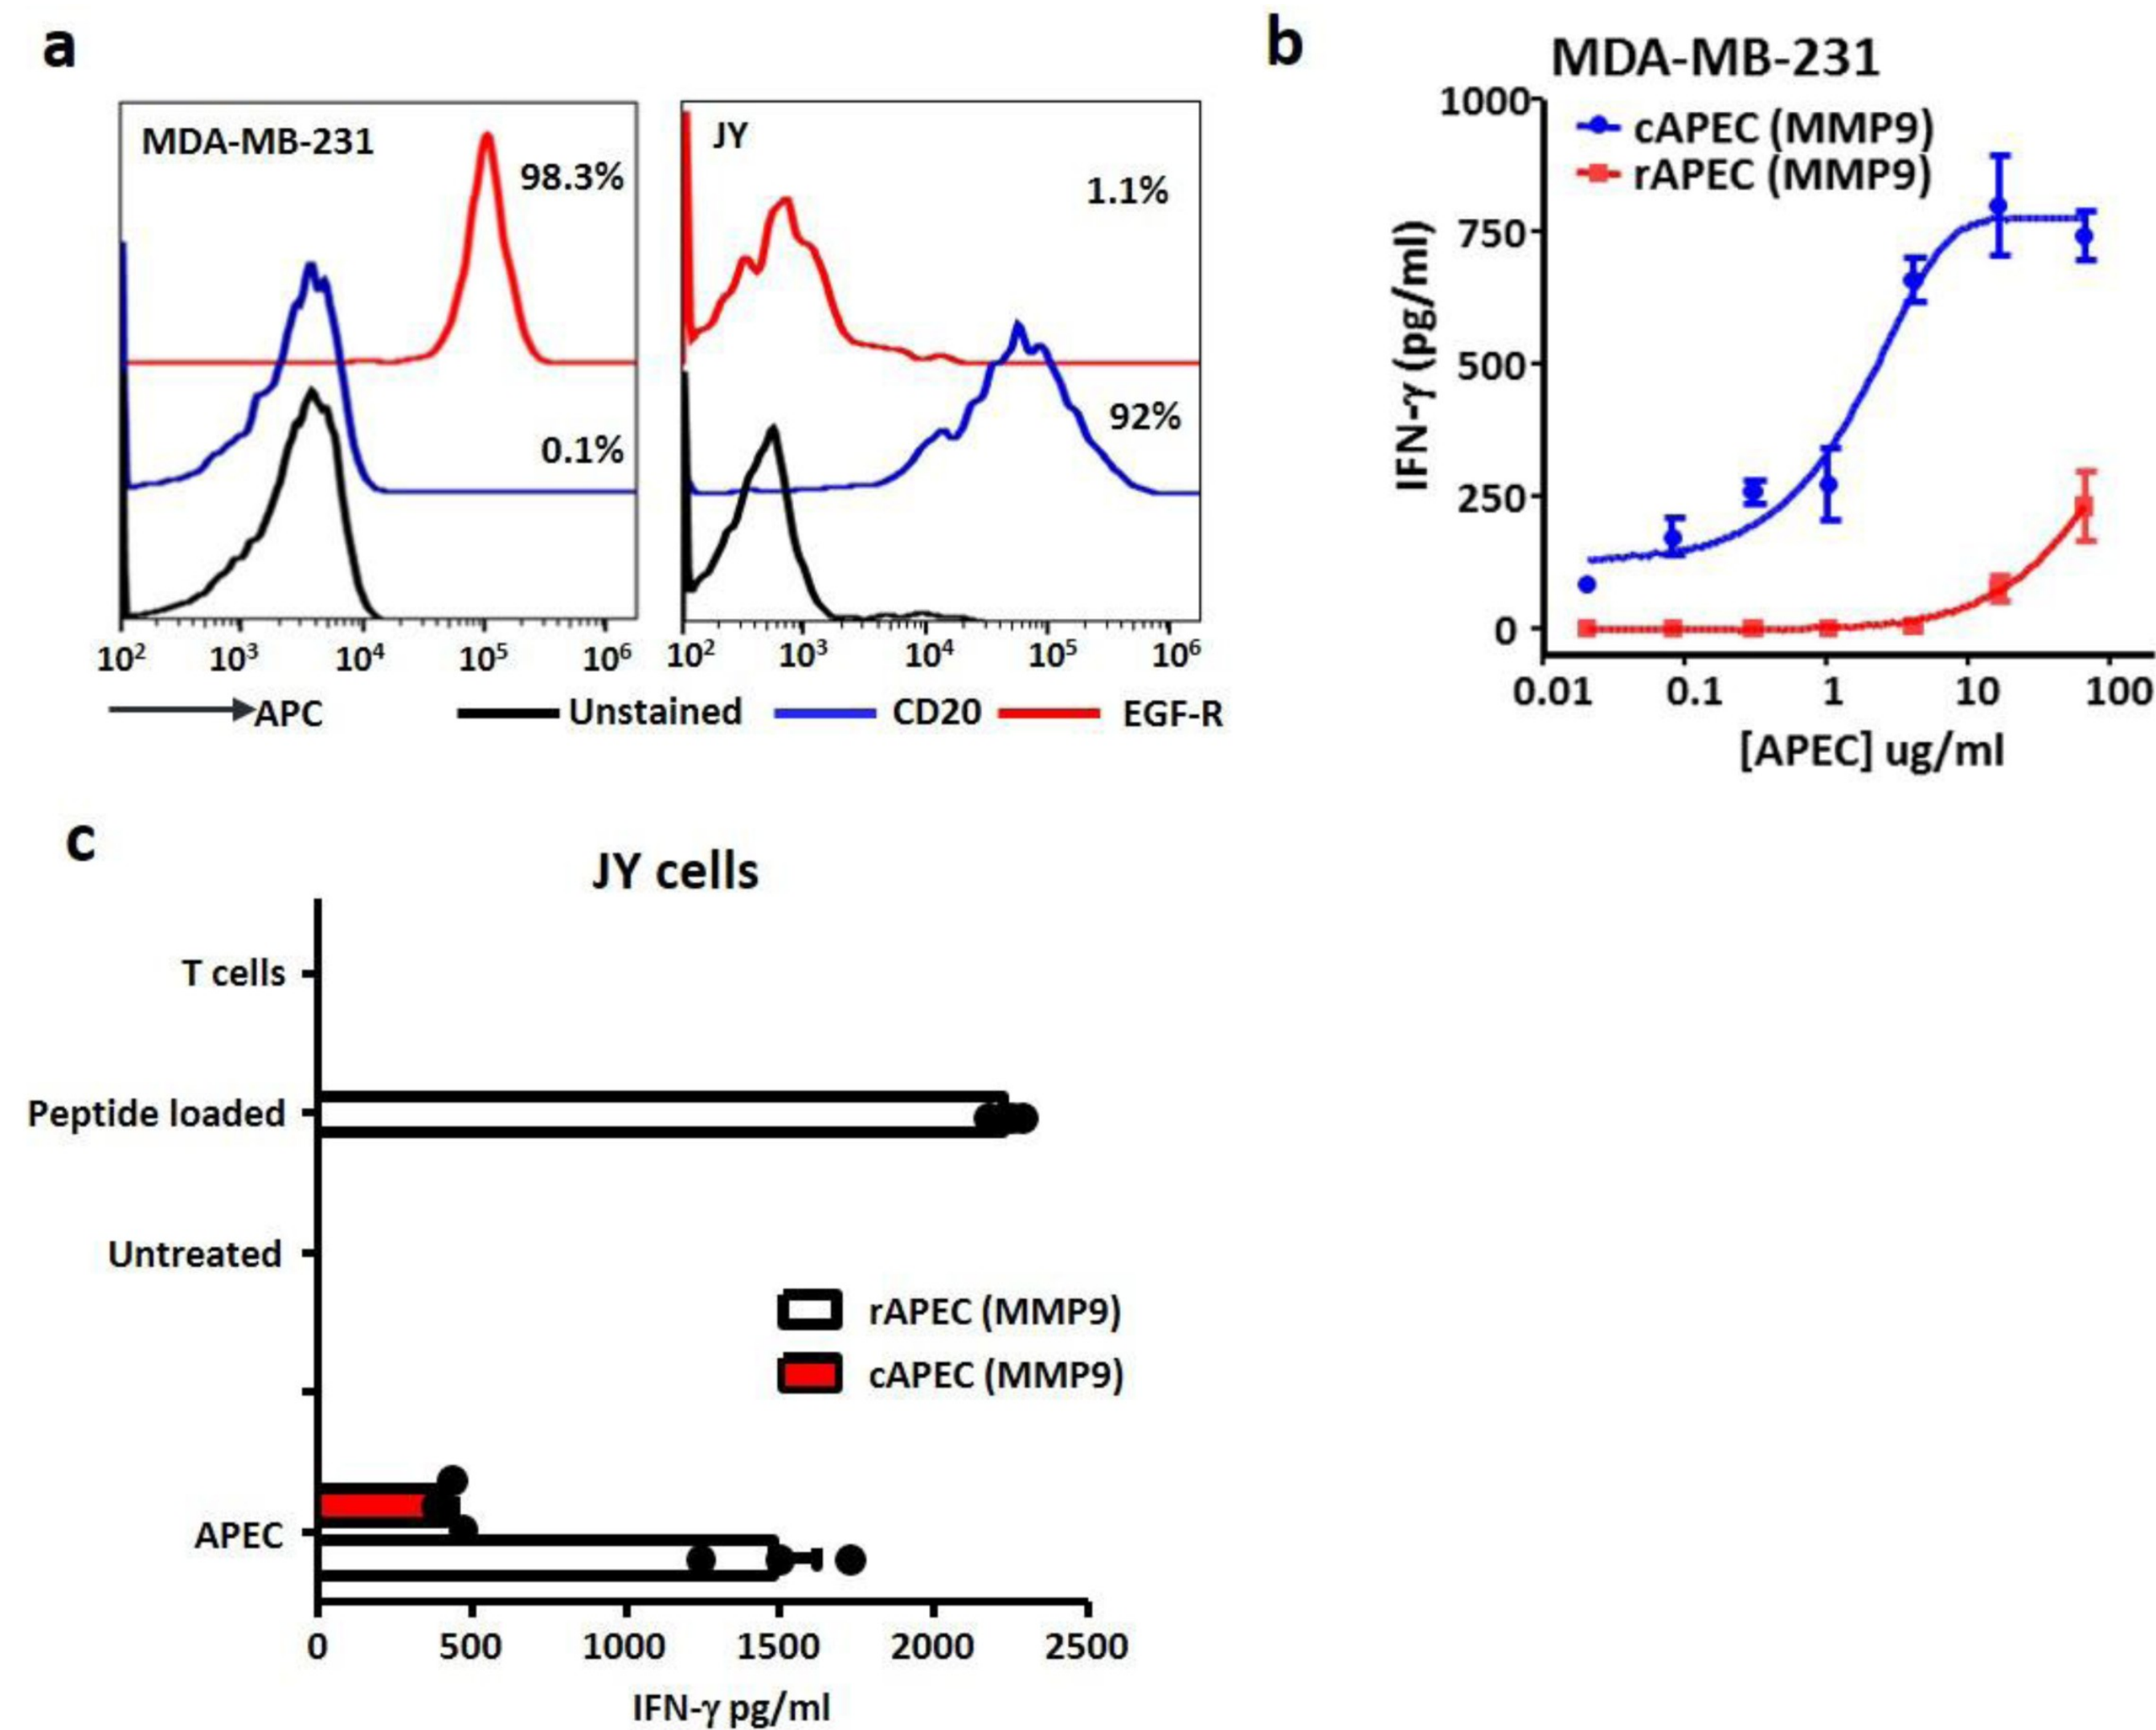 a
MDA-MB-231
98.3%
0.1%
10² 10³ 10⁴ 10⁵ 10⁶
JY
1.1%
92%
10² 10³ 10⁴ 10⁵ 10⁶
APC Unstained CD20 EGF-R
b
MDA-MB-231
cAPEC (MMP9)
rAPEC (MMP9)
IFN-γ (pg/ml)
1000
750
500
250
0
0.01 0.1 1 10 100
[APEC] ug/ml
c
JY cells
T cells
Peptide loaded
Untreated
APEC
rAPEC (MMP9)
cAPEC (MMP9)
0 500 1000 1500 2000 2500
IFN-γ pg/ml